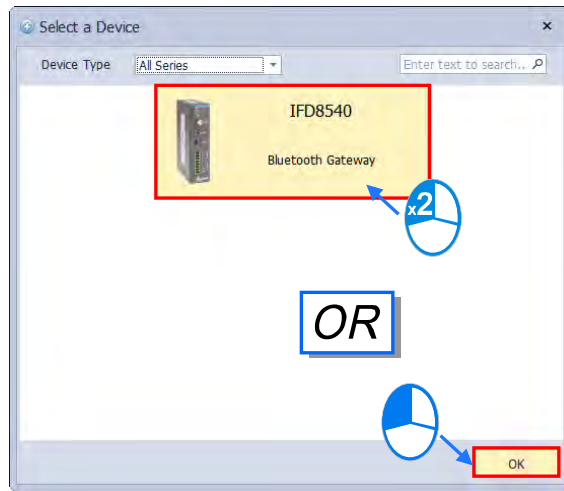 Select a Device
×
Device Type
All Series
Enter text to search..
IFD8540
Bluetooth Gateway
x2
OR
OK